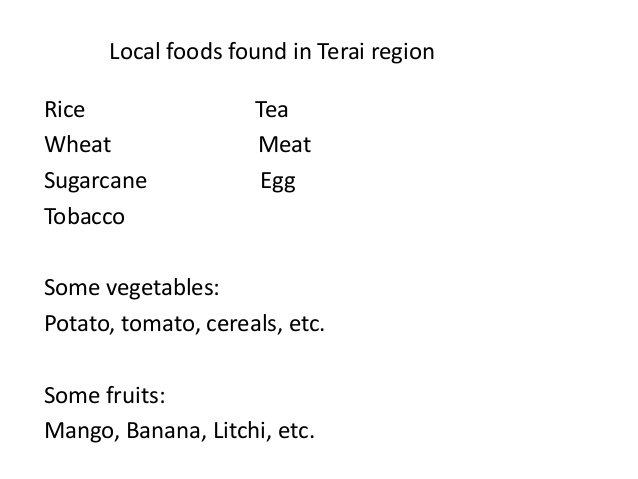 Local foods found in Terai region
Rice Tea
Wheat Meat
Sugarcane Egg
Tobacco
Some vegetables:
Potato, tomato, cereals, etc.
Some fruits:
Mango, Banana, Litchi, etc.